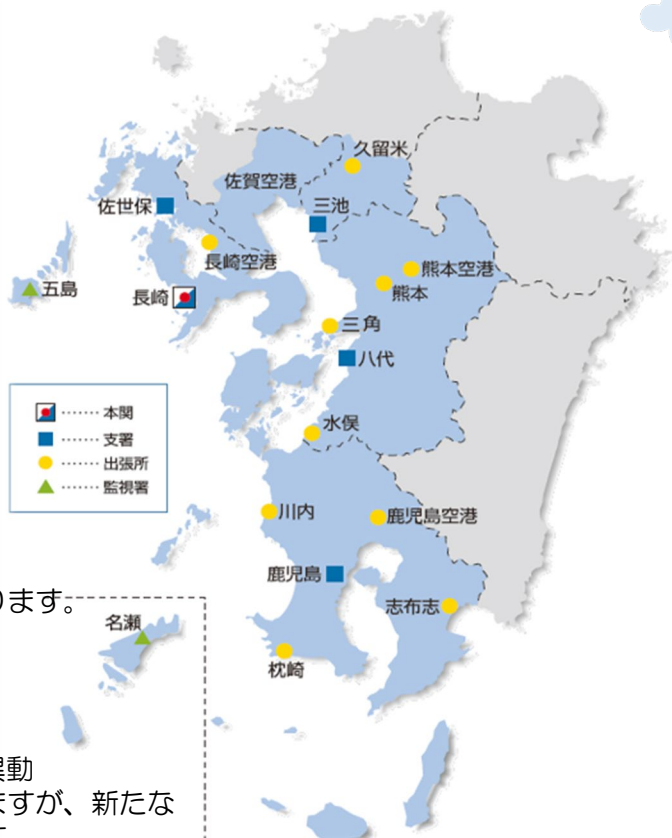 久留米
佐賀空港
佐世保
三池
長崎空港
熊本空港
五島
長崎
熊本
三角
八代
…… 本関
…… 支署
…… 出張所
…… 監視署
水俣
川内
鹿児島空港
鹿児島
ります。
志布志
名瀬
枕崎
異動
ますが、新たな